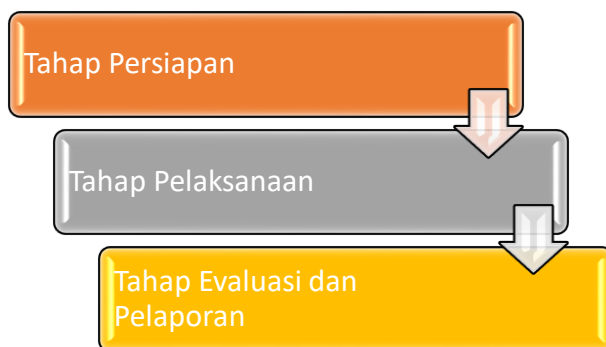 Tahap Persiapan
Tahap Pelaksanaan
Tahap Evaluasi dan
Pelaporan